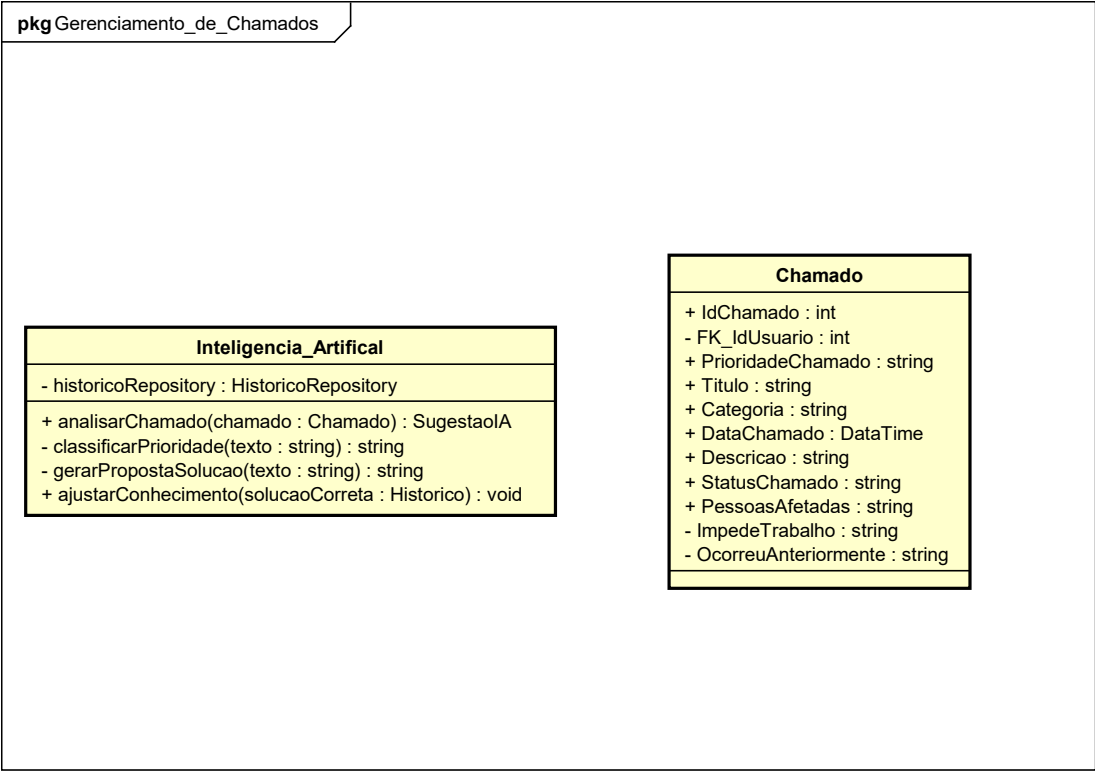 pkg Gerenciamento_de_Chamados
Inteligencia_Artifical
- historicoRepository : HistoricoRepository
+ analisarChamado(chamado : Chamado) : SugestaoIA
- classificarPrioridade(texto : string) : string
- gerarPropostaSolucao(texto : string) : string
+ ajustarConhecimento(solucaoCorreta : Historico) : void
Chamado
+ IdChamado : int
- FK_IdUsuario : int
+ PrioridadeChamado : string
+ Titulo : string
+ Categoria : string
+ DataChamado : DataTime
+ Descricao : string
+ StatusChamado : string
+ PessoasAfetadas : string
- ImpedeTrabalho : string
- OcorreuAnteriormente : string